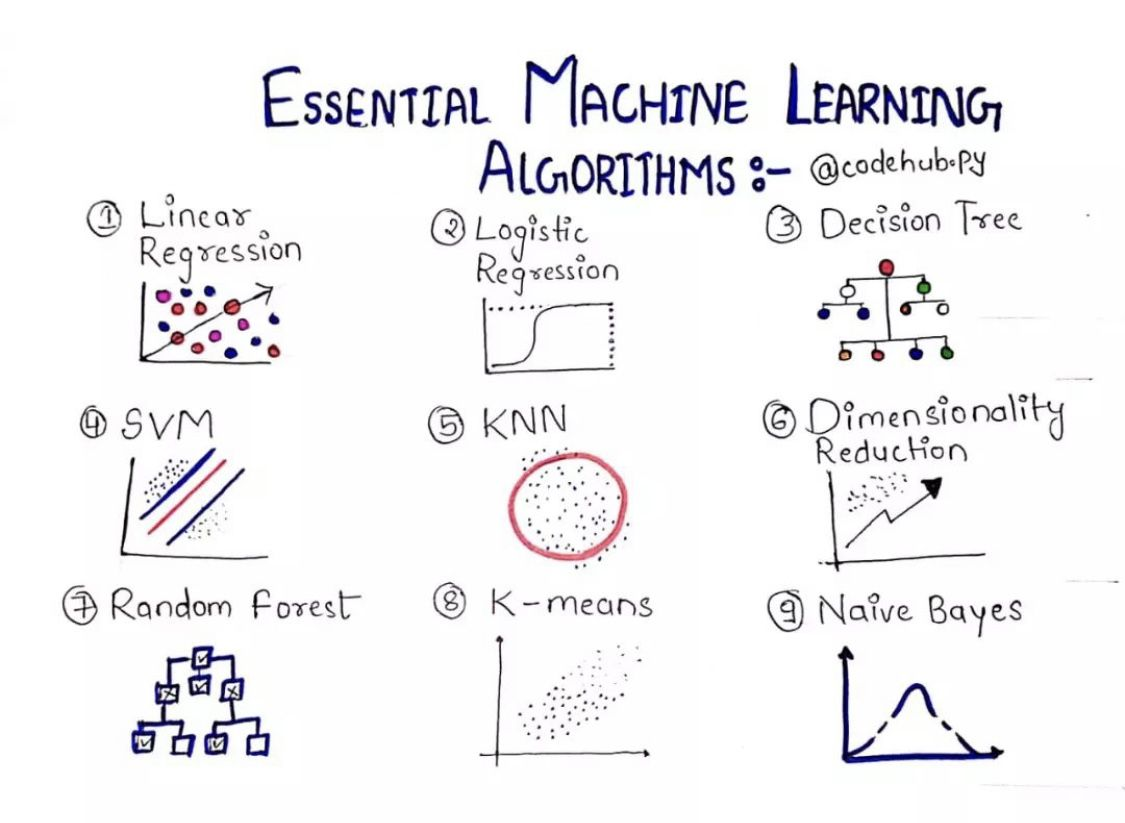 ESSENTIAL MACHINE LEARNING
ALGORITHMS :- @codehub.py
① Linear
Regression
② Logistic
Regression
③ Decision Tree
④ SVM
⑤ KNN
⑥ Dimensionality
Reduction
⑦ Random Forest
⑧ K-means
⑨ Naive Bayes